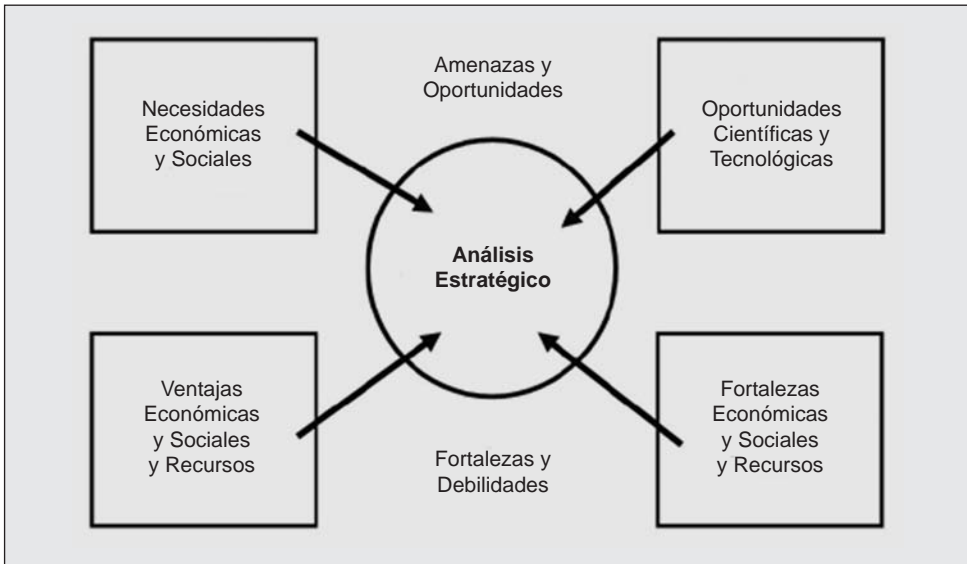 Necesidades
Económicas
y Sociales
Amenazas y
Oportunidades
Oportunidades
Científicas y
Tecnológicas
Análisis
Estratégico
Ventajas
Económicas
y Sociales
y Recursos
Fortalezas y
Debilidades
Fortalezas
Económicas
y Sociales
y Recursos